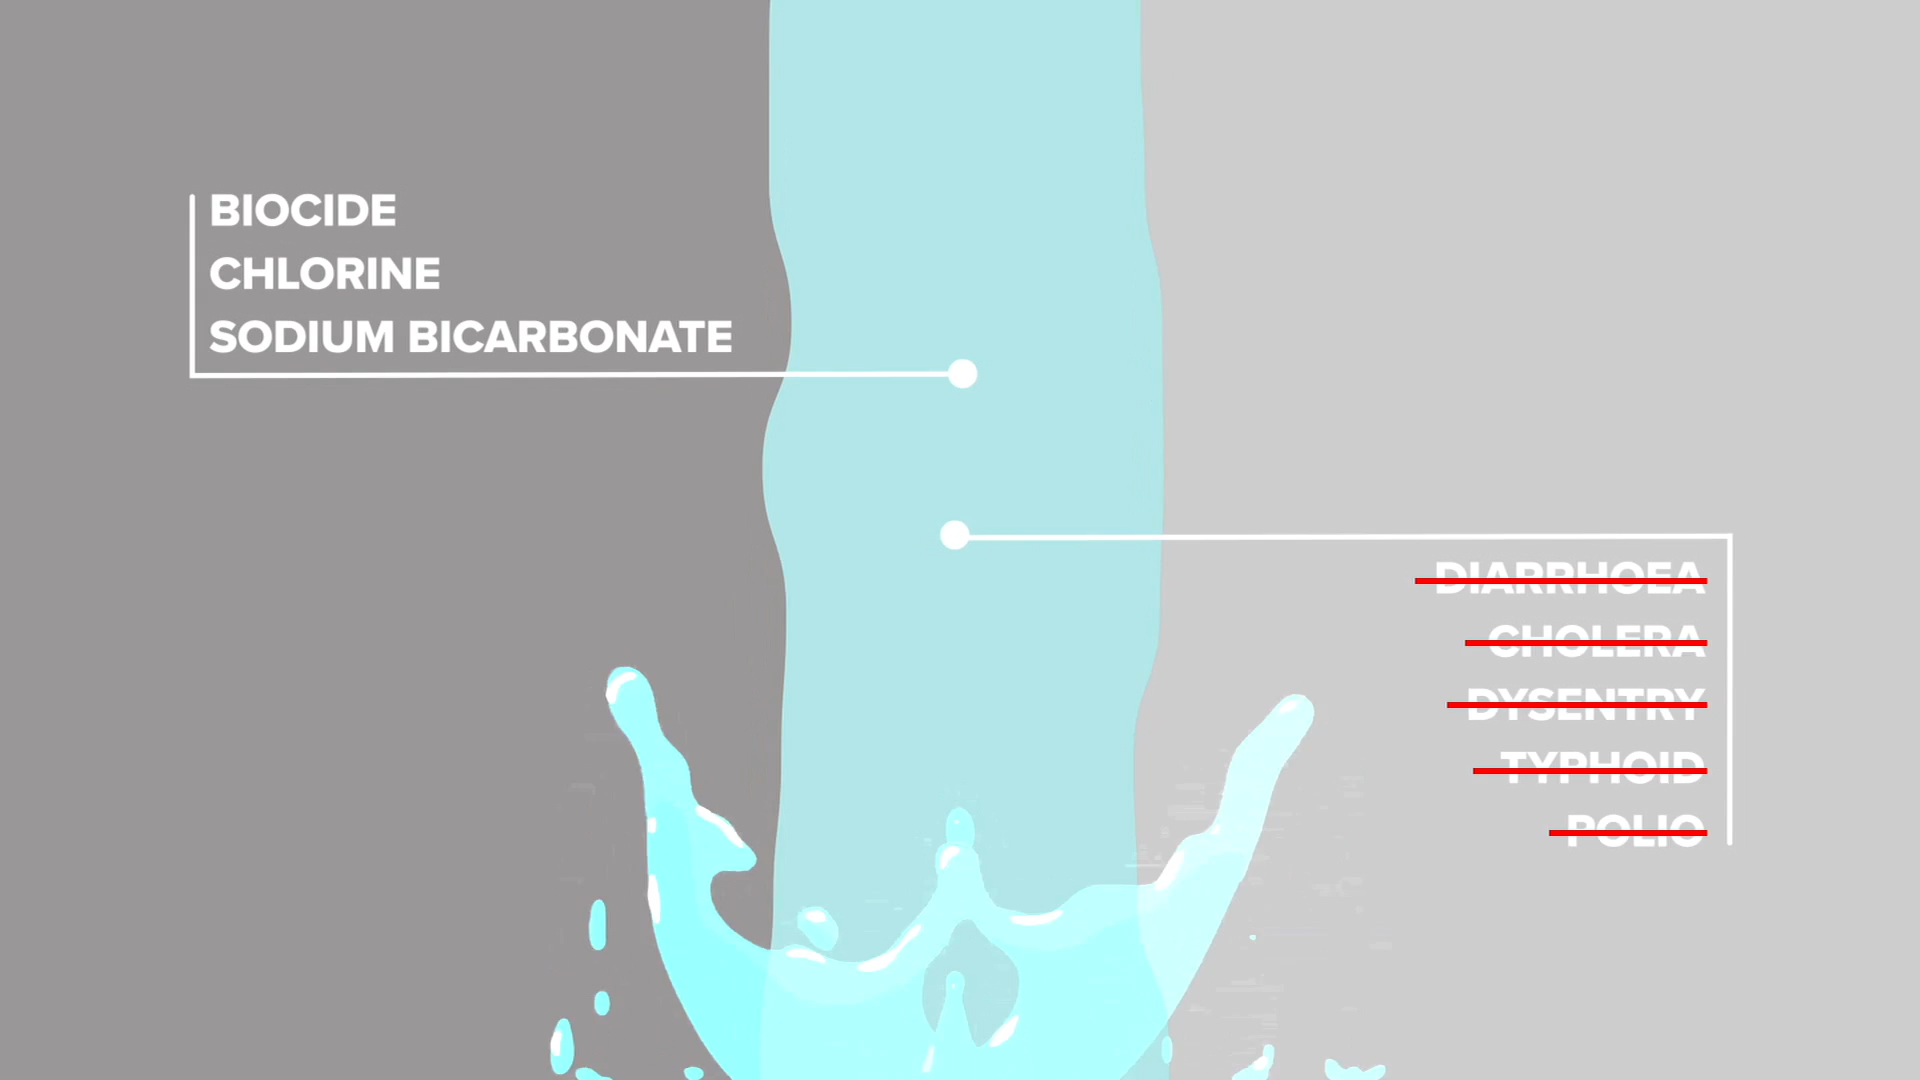 BIOCIDE
CHLORINE
SODIUM BICARBONATE
DIARRHOEA
CHOLERA
DYSENTRY
TYPHOID
POLIO